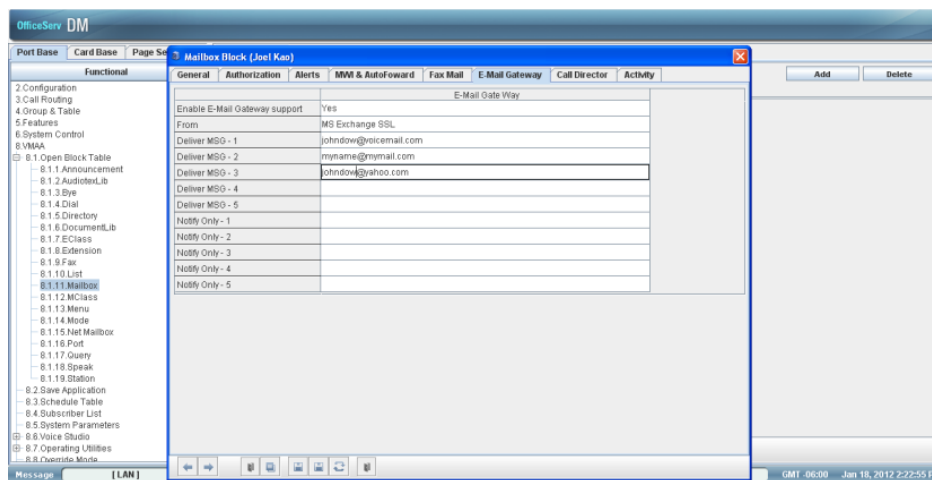 OfficeServ DM
Port Base Card Base Page Se
Mailbox Block (Joel Kao)
Functional
General Authorization Alerts MWI & AutoFoward Fax Mail E-Mail Gateway Call Director Activity
Add Delete
E-Mail Gate Way
Enable E-Mail Gateway support Yes
From MS Exchange SSL
Deliver MSG - 1 johndow@voicemail.com
Deliver MSG - 2 myname@mymail.com
Deliver MSG - 3 johndow@yahoo.com
Deliver MSG - 4
Deliver MSG - 5
Notify Only - 1
Notify Only - 2
Notify Only - 3
Notify Only - 4
Notify Only - 5
2.Configuration
3.Call Routing
4.Group & Table
5.Features
6.System Control
8.VMAA
8.1.Open Block Table
8.1.1.Announcement
8.1.2.AudiotexLib
8.1.3.Bye
8.1.4.Dial
8.1.5.Directory
8.1.6.DocumentLib
8.1.7.EClass
8.1.8.Extension
8.1.9.Fax
8.1.10.List
8.1.11.Mailbox
8.1.12.MClass
8.1.13.Menu
8.1.14.Mode
8.1.15.Net Mailbox
8.1.16.Port
8.1.17.Query
8.1.18.Speak
8.1.19.Station
8.2.Save Application
8.3.Schedule Table
8.4.Subscriber List
8.5.System Parameters
8.6.Voice Studio
8.7.Operating Utilities
8.8.Override Mode
Message [LAN] GMT -06:00 Jan 18, 2012 2:22:55 P